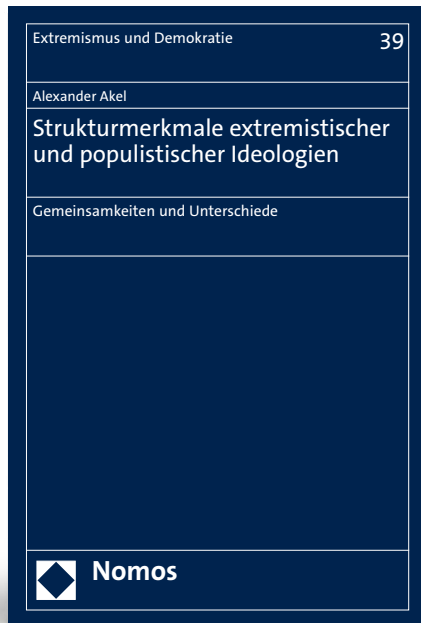 Extremismus und Demokratie 39
Alexander Akel
Strukturmerkmale extremistischer
und populistischer Ideologien
Gemeinsamkeiten und Unterschiede
Nomos